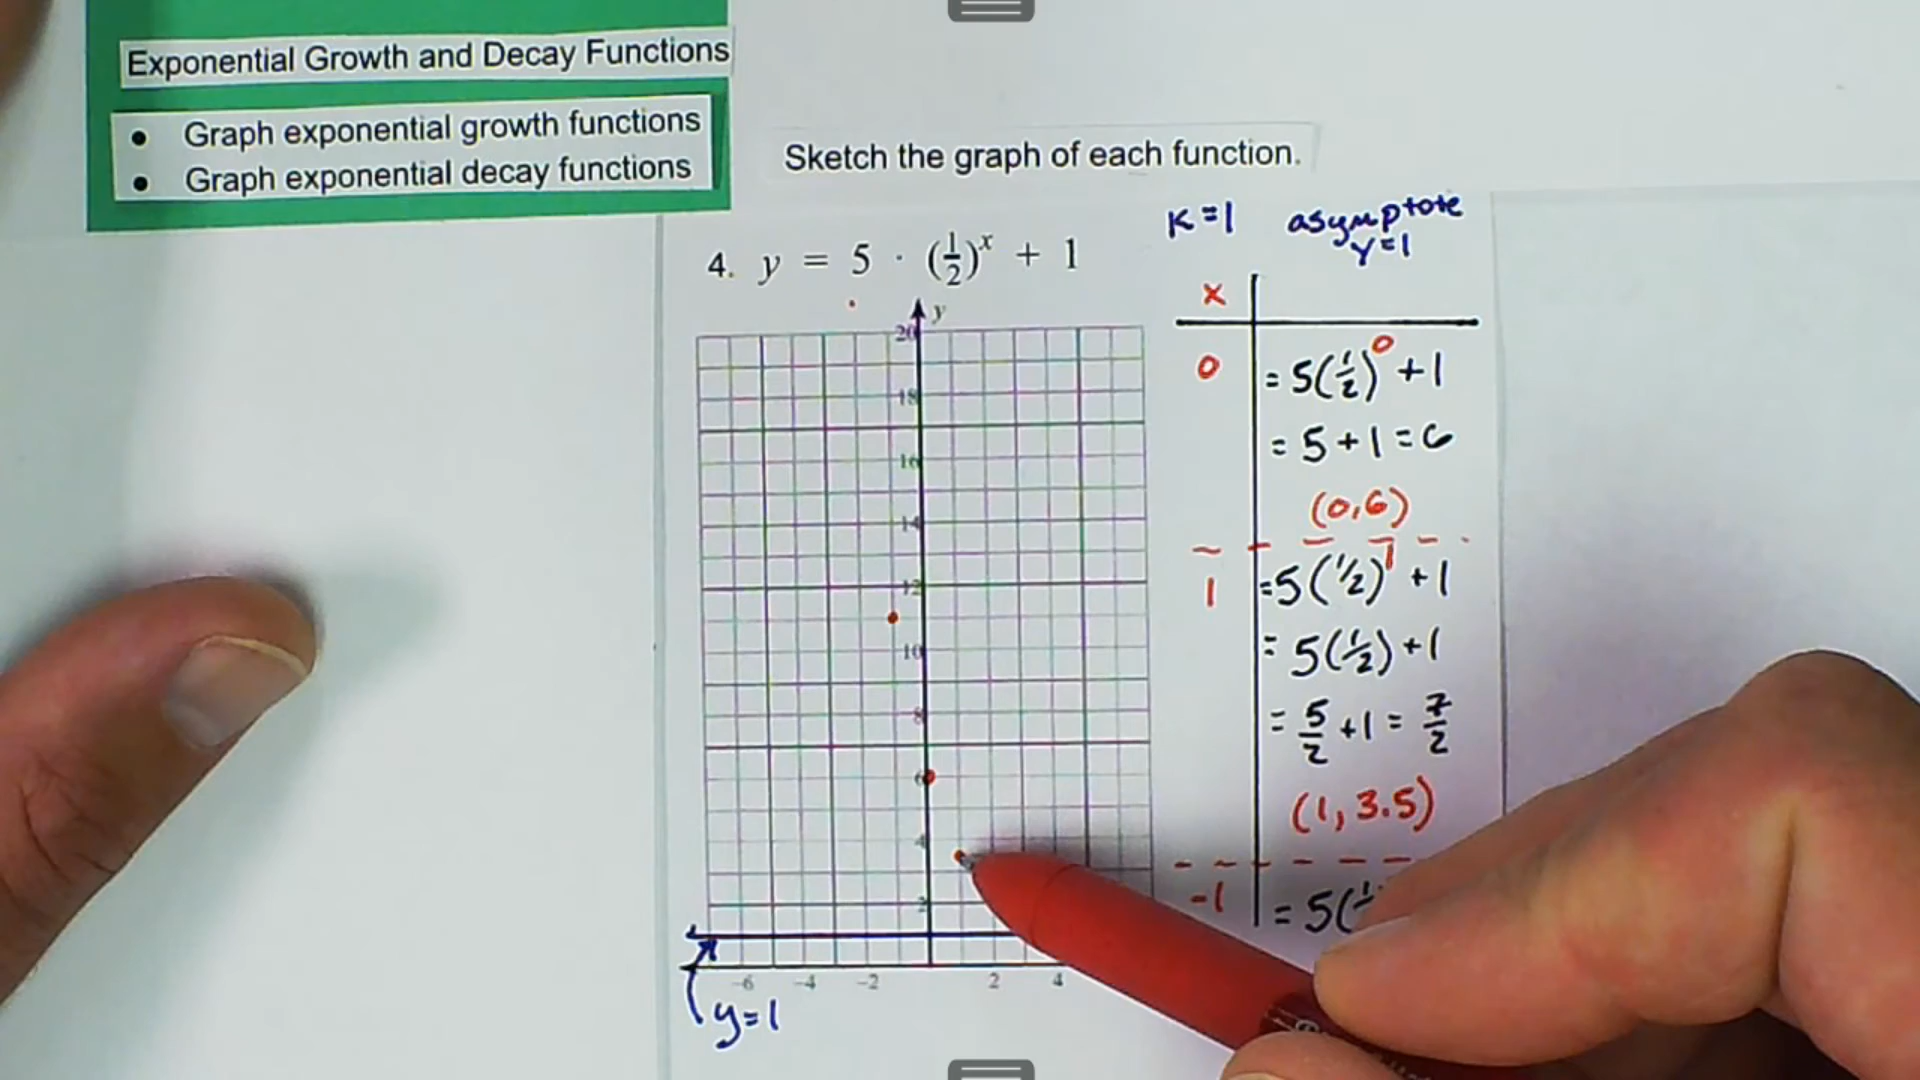 Exponential Growth and Decay Functions
• Graph exponential growth functions
• Graph exponential decay functions
Sketch the graph of each function.
K=1 asymptote
y=1
4. y = 5 · (1/2)^x + 1
x
0 = 5(1/2)^0 + 1
= 5 + 1 = 6
(0,6)
1 = 5(1/2)^1 + 1
= 5(1/2) + 1
= 5/2 + 1 = 7/2
(1, 3.5)
-1 = 5(
y
20
18
16
14
12
10
8
6
4
2
-6 -4 -2 2 4
y=1